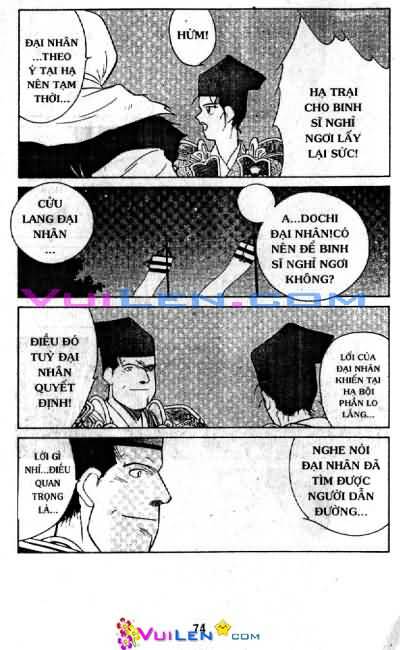 ĐẠI NHÂN
...THEO
Ý TẠI HẠ
NÊN TẠM
THỜI...
HỪM!
HẠ TRẠI
CHO BINH
SĨ NGHỈ
NGƠI LẤY
LẠI SỨC!
CỬU
LANG ĐẠI
NHÂN
...
A...DOCHI
ĐẠI NHÂN!CÓ
NÊN ĐỂ BINH
SĨ NGHỈ NGƠI
KHÔNG?
VUILEN.COM
ĐIỀU ĐÓ
TUỲ ĐẠI
NHÂN
QUYẾT
ĐỊNH!
LỜI CỦA
ĐẠI NHÂN
KHIẾN TẠI
HẠ BỘI
PHẦN LO
LẮNG...
LỜI GÌ
NHỈ...ĐIỀU
QUAN
TRỌNG
LÀ...
NGHE NÓI
ĐẠI NHÂN ĐÃ
TÌM ĐƯỢC
NGƯỜI DẪN
ĐƯỜNG...
74
VUILEN.COM